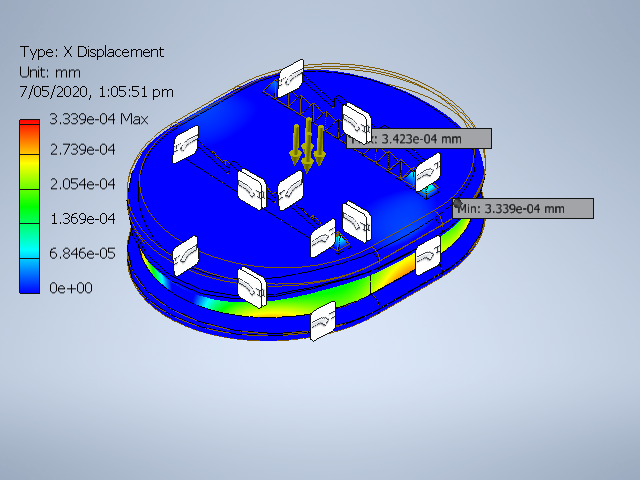 Type: X Displacement
Unit: mm
7/05/2020, 1:05:51 pm
3.339e-04 Max
2.739e-04
2.054e-04
1.369e-04
6.846e-05
0e+00
3.423e-04 mm
Min: 3.339e-04 mm